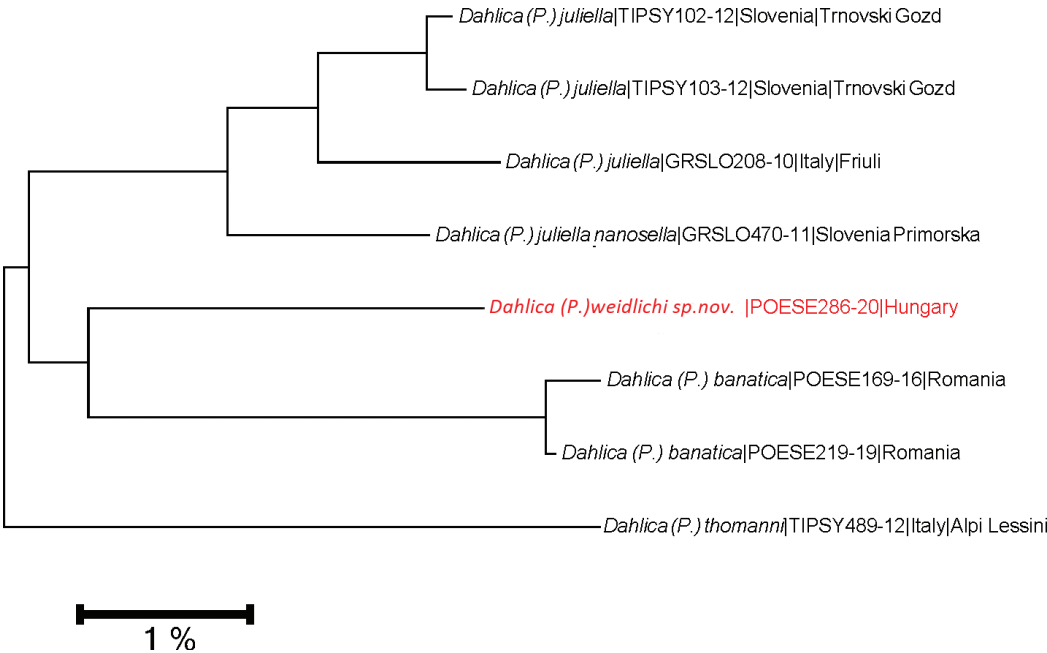 Dahlica (P.) juliella|TIPSY102-12|Slovenia|Trnovski Gozd
Dahlica (P.) juliella|TIPSY103-12|Slovenia|Trnovski Gozd
Dahlica (P.) juliella|GRSLO208-10|Italy|Friuli
Dahlica (P.) juliella nanosella|GRSLO470-11|Slovenia Primorska
Dahlica (P.)weidlichi sp.nov. |POESE286-20|Hungary
Dahlica (P.) banatica|POESE169-16|Romania
Dahlica (P.) banatica|POESE219-19|Romania
Dahlica (P.) thomanni|TIPSY489-12|Italy|Alpi Lessini
1 %